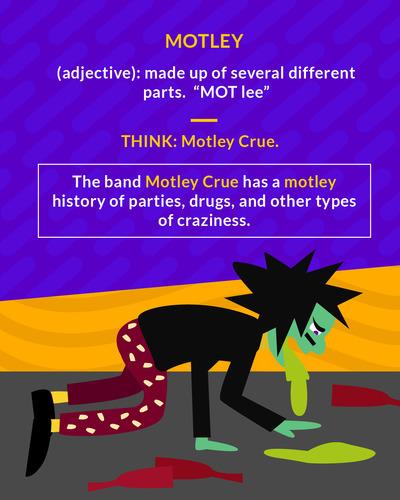 MOTLEY
(adjective): made up of several different
parts. “MOT lee”
THINK: Motley Crue.
The band Motley Crue has a motley
history of parties, drugs, and other types
of craziness.